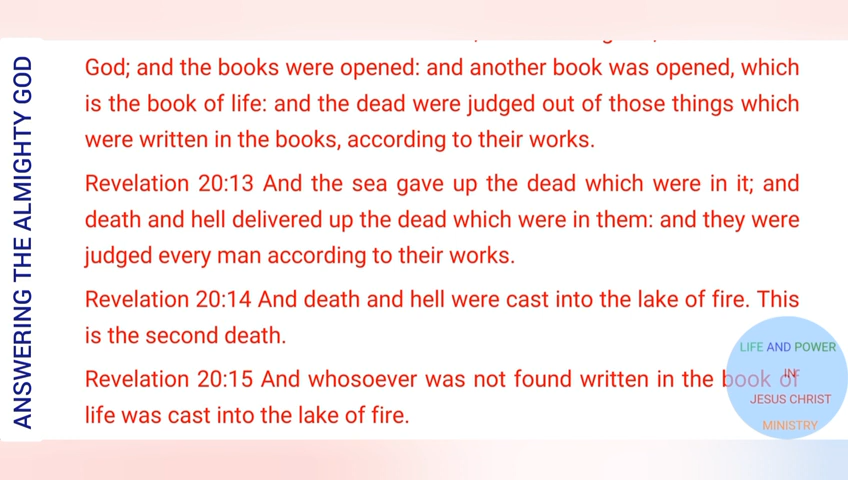 ANSWERING THE ALMIGHTY GOD
God; and the books were opened: and another book was opened, which
is the book of life: and the dead were judged out of those things which
were written in the books, according to their works.
Revelation 20:13 And the sea gave up the dead which were in it; and
death and hell delivered up the dead which were in them: and they were
judged every man according to their works.
Revelation 20:14 And death and hell were cast into the lake of fire. This
is the second death.
Revelation 20:15 And whosoever was not found written in the book of
life was cast into the lake of fire.
LIFE AND POWER
IN
JESUS CHRIST
MINISTRY